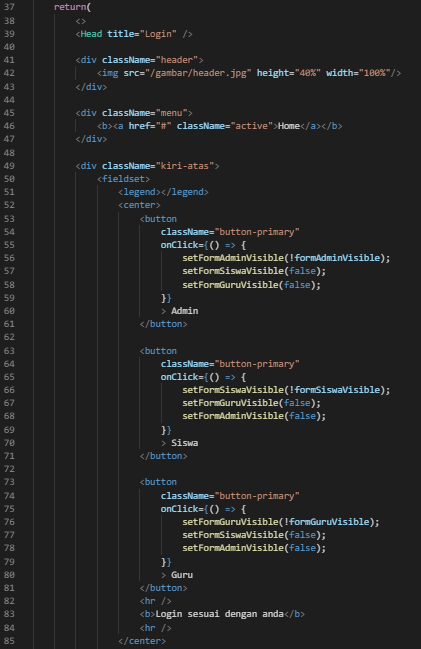 37 return(
38 <>
39 <Head title="Login" />
40
41 <div className="header">
42 <img src="/gambar/header.jpg" height="40%" width="100%"/>
43 </div>
44
45 <div className="menu">
46 <b><a href="#" className="active">Home</a></b>
47 </div>
48
49 <div className="kiri-atas">
50 <fieldset>
51 <legend></legend>
52 <center>
53 <button
54 className="button-primary"
55 onClick={() => {
56 setFormAdminVisible(!formAdminVisible);
57 setFormSiswaVisible(false);
58 setFormGuruVisible(false);
59 }}
60 > Admin
61 </button>
62
63 <button
64 className="button-primary"
65 onClick={() => {
66 setFormSiswaVisible(!formSiswaVisible);
67 setFormGuruVisible(false);
68 setFormAdminVisible(false);
69 }}
70 > Siswa
71 </button>
72
73 <button
74 className="button-primary"
75 onClick={() => {
76 setFormGuruVisible(!formGuruVisible);
77 setFormSiswaVisible(false);
78 setFormAdminVisible(false);
79 }}
80 > Guru
81 </button>
82 <hr />
83 <b>Login sesuai dengan anda</b>
84 <hr />
85 </center>